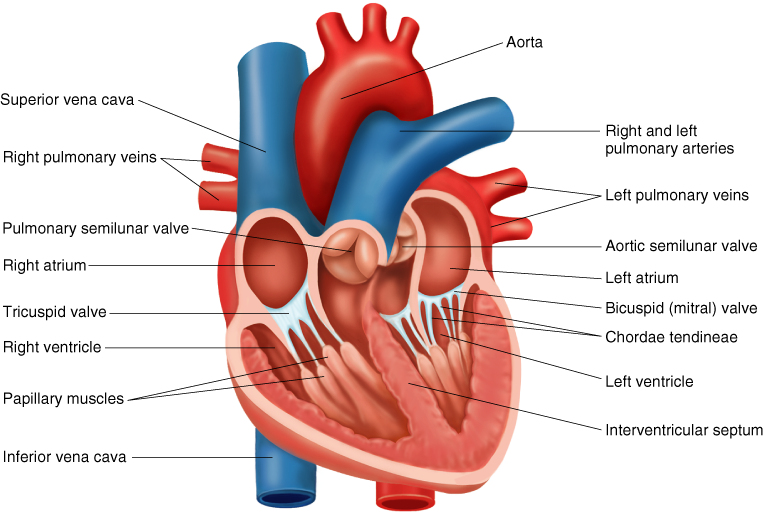 Aorta
Superior vena cava
Right and left
pulmonary arteries
Right pulmonary veins
Left pulmonary veins
Pulmonary semilunar valve
Aortic semilunar valve
Right atrium
Left atrium
Bicuspid (mitral) valve
Tricuspid valve
Chordae tendineae
Right ventricle
Left ventricle
Papillary muscles
Interventricular septum
Inferior vena cava